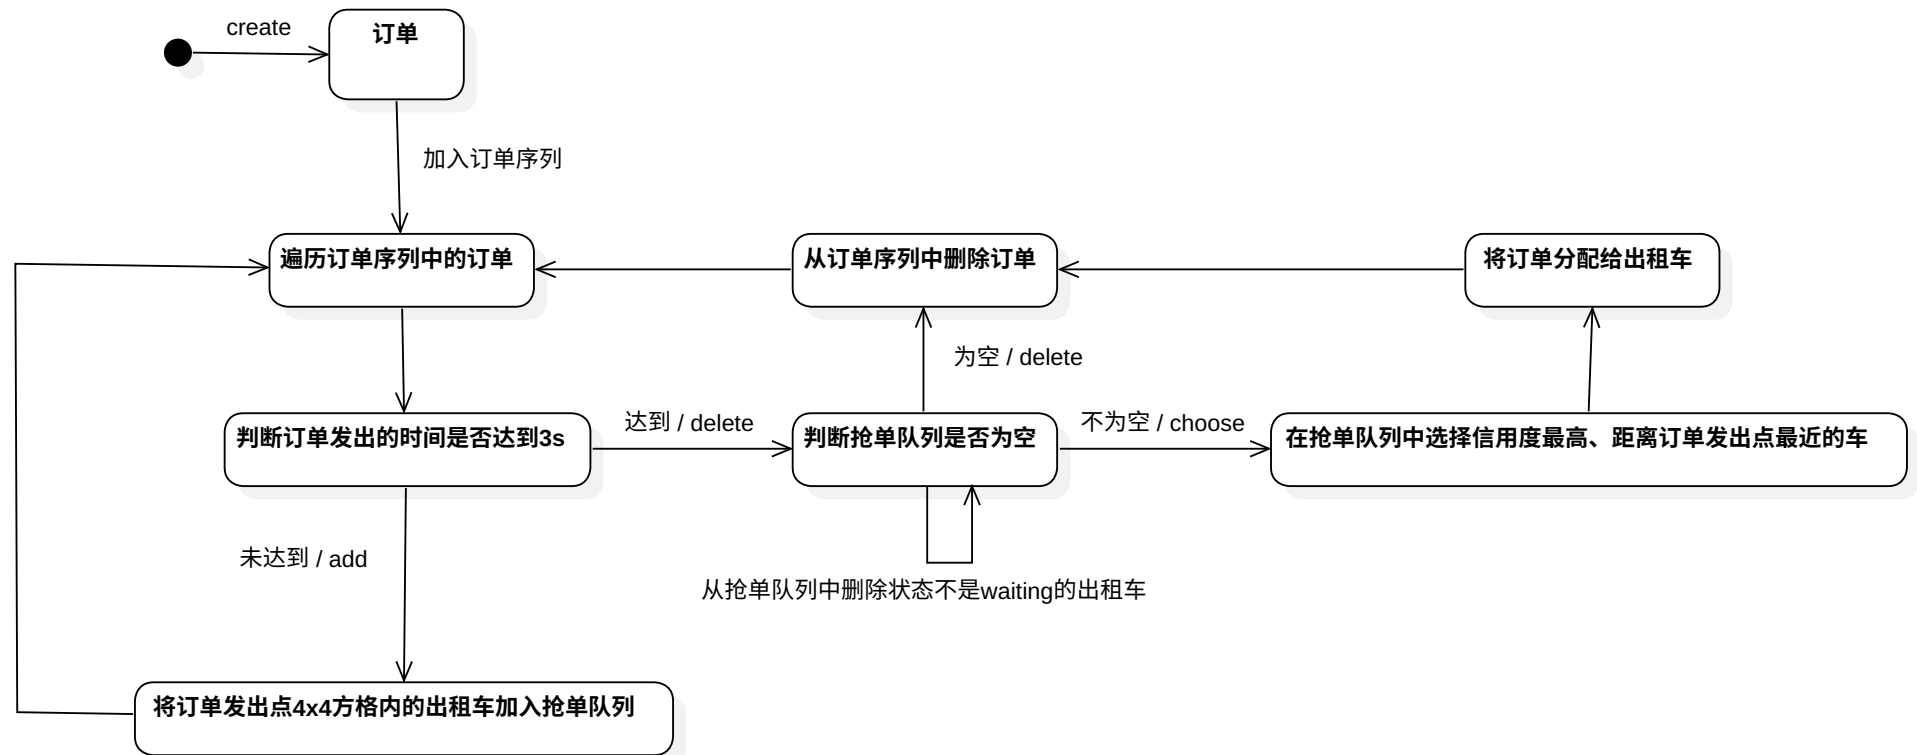 create
订单
加入订单序列
遍历订单序列中的订单
从订单序列中删除订单
将订单分配给出租车
为空 / delete
判断订单发出的时间是否达到3s
达到 / delete
判断抢单队列是否为空
不为空 / choose
在抢单队列中选择信用度最高、距离订单发出点最近的车
未达到 / add
从抢单队列中删除状态不是waiting的出租车
将订单发出点4x4方格内的出租车加入抢单队列